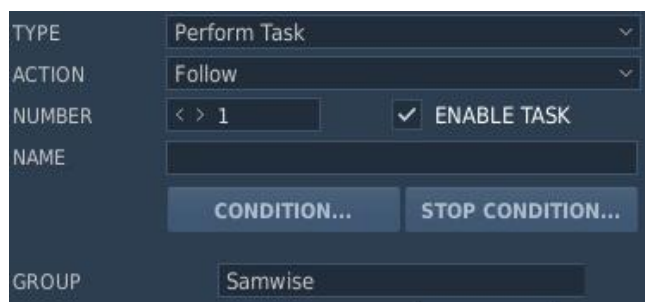 TYPE Perform Task
ACTION Follow
NUMBER < > 1 ENABLE TASK
NAME
CONDITION... STOP CONDITION...
GROUP Samwise